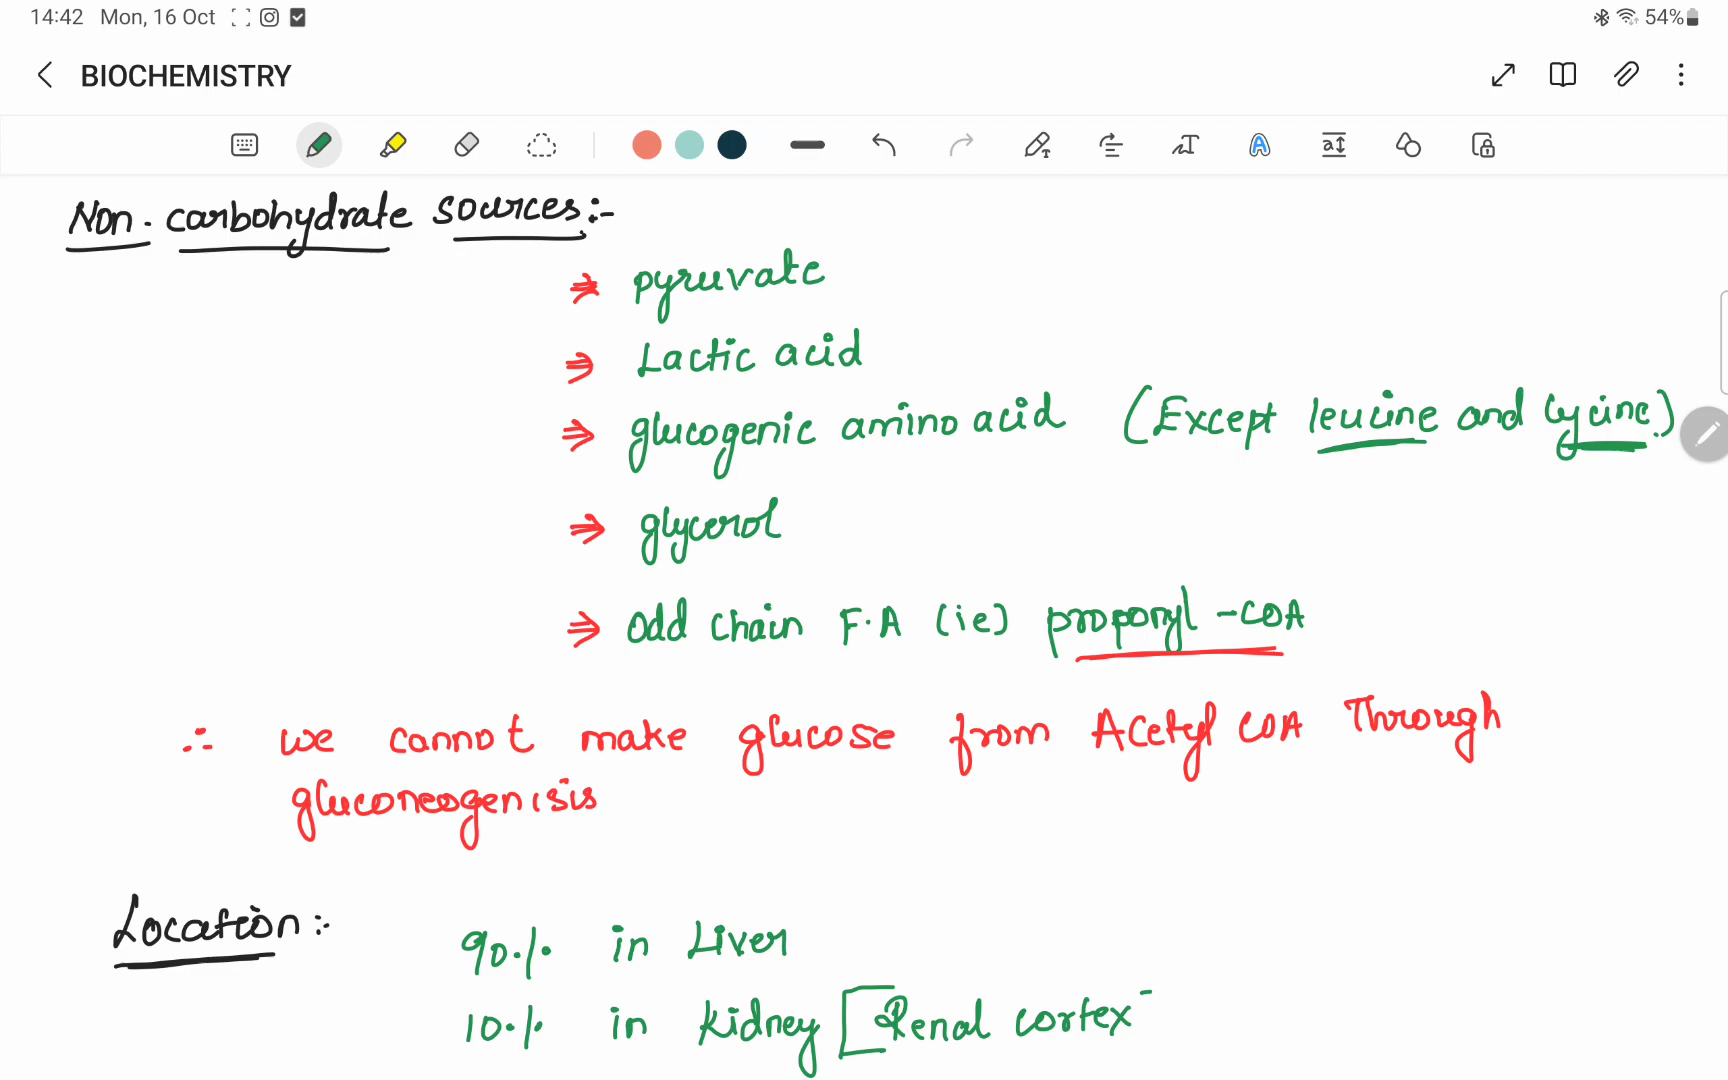 14:42 Mon, 16 Oct 54%
BIOCHEMISTRY
Non - carbohydrate sources :-
⇒ pyruvate
⇒ Lactic acid
⇒ glucogenic amino acid (Except leucine and lycine.)
⇒ glycerol
⇒ odd chain F.A (ie) proponyl - COA
∴ we cannot make glucose from Acetyl COA Through
gluconeogenisis
Location :-
90% in Liver
10% in kidney [Renal cortex